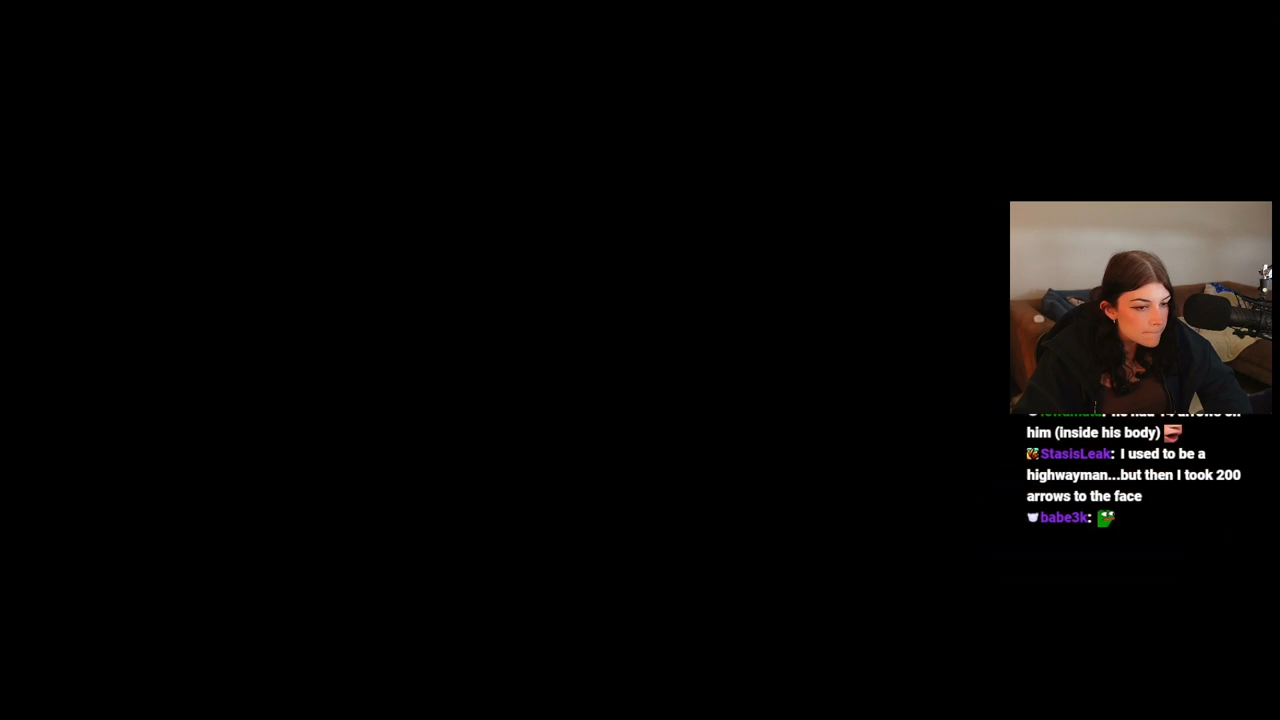 him (inside his body)
StasisLeak: I used to be a
highwayman...but then I took 200
arrows to the face
babe3k: